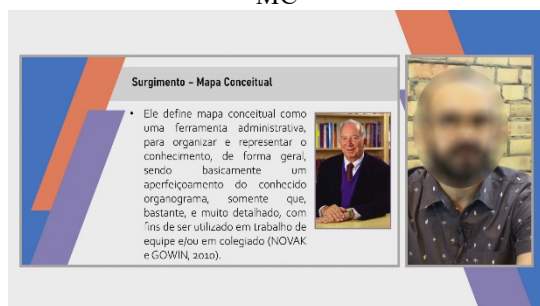 MC
Surgimento – Mapa Conceitual
• Ele define mapa conceitual como
uma ferramenta administrativa,
para organizar e representar o
conhecimento, de forma geral,
sendo basicamente um
aperfeiçoamento do conhecido
organograma, somente que,
bastante, e muito detalhado, com
fins de ser utilizado em trabalho de
equipe e/ou em colegiado (NOVAK
e GOWIN, 2010).